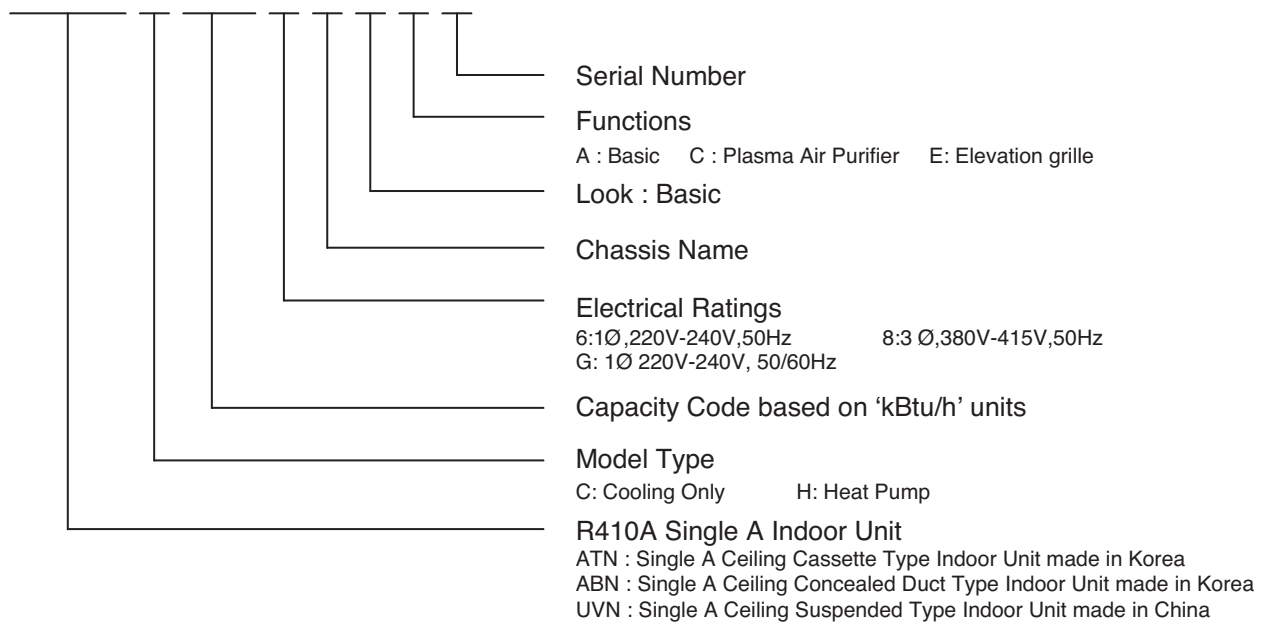 Serial Number
Functions
A : Basic C : Plasma Air Purifier E: Elevation grille
Look : Basic
Chassis Name
Electrical Ratings
6:1Ø,220V-240V,50Hz 8:3 Ø,380V-415V,50Hz
G: 1Ø 220V-240V, 50/60Hz
Capacity Code based on ‘kBtu/h’ units
Model Type
C: Cooling Only H: Heat Pump
R410A Single A Indoor Unit
ATN : Single A Ceiling Cassette Type Indoor Unit made in Korea
ABN : Single A Ceiling Concealed Duct Type Indoor Unit made in Korea
UVN : Single A Ceiling Suspended Type Indoor Unit made in China